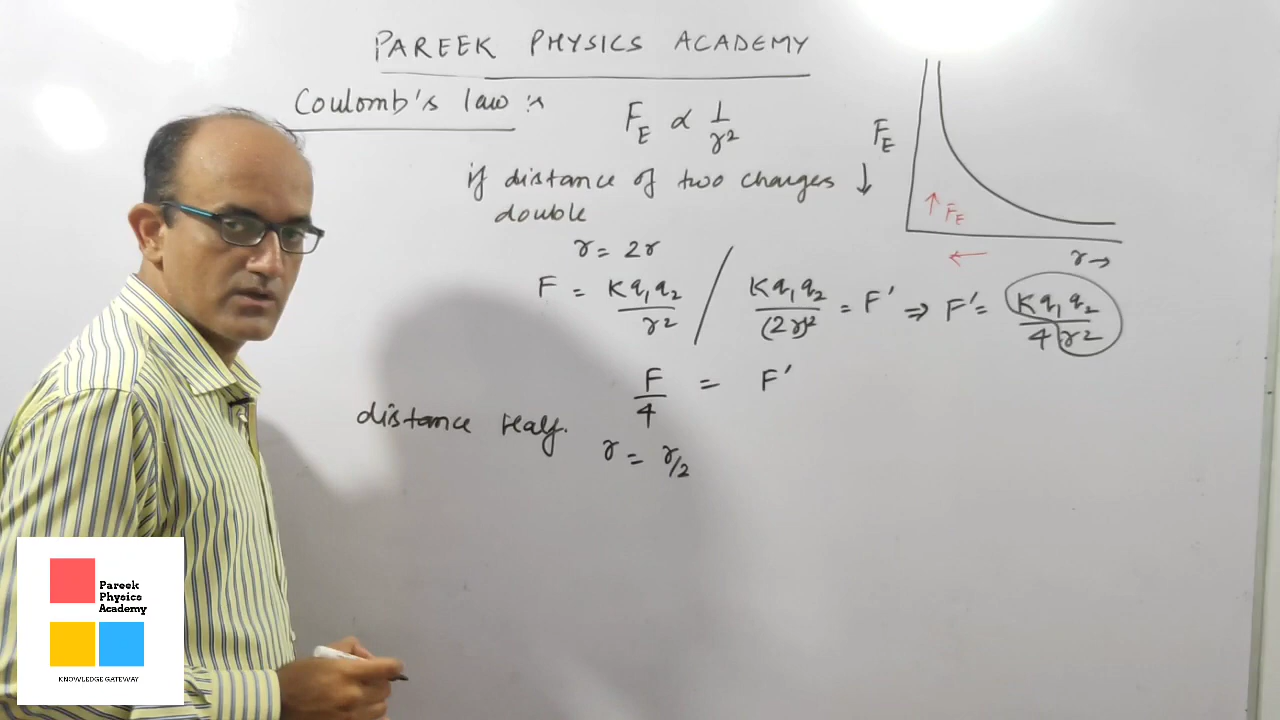 PAREEK PHYSICS ACADEMY
Coulomb's law :
F_E ∝ 1/r²
if distance of two charges ↓
double
r = 2r
F = Kq₁q₂/r² / Kq₁q₂/(2r)² = F' ⇒ F' = Kq₁q₂/4r²
F/4 = F'
distance
r = r/2
F_E
↑ F_E
←
r→
Pareek
Physics
Academy
KNOWLEDGE GATEWAY